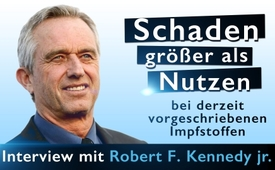 Schaden
größer als
Nutzen
bei derzeit
vorgeschriebenen
Impfstoffen
Interview mit Robert F. Kennedy jr.